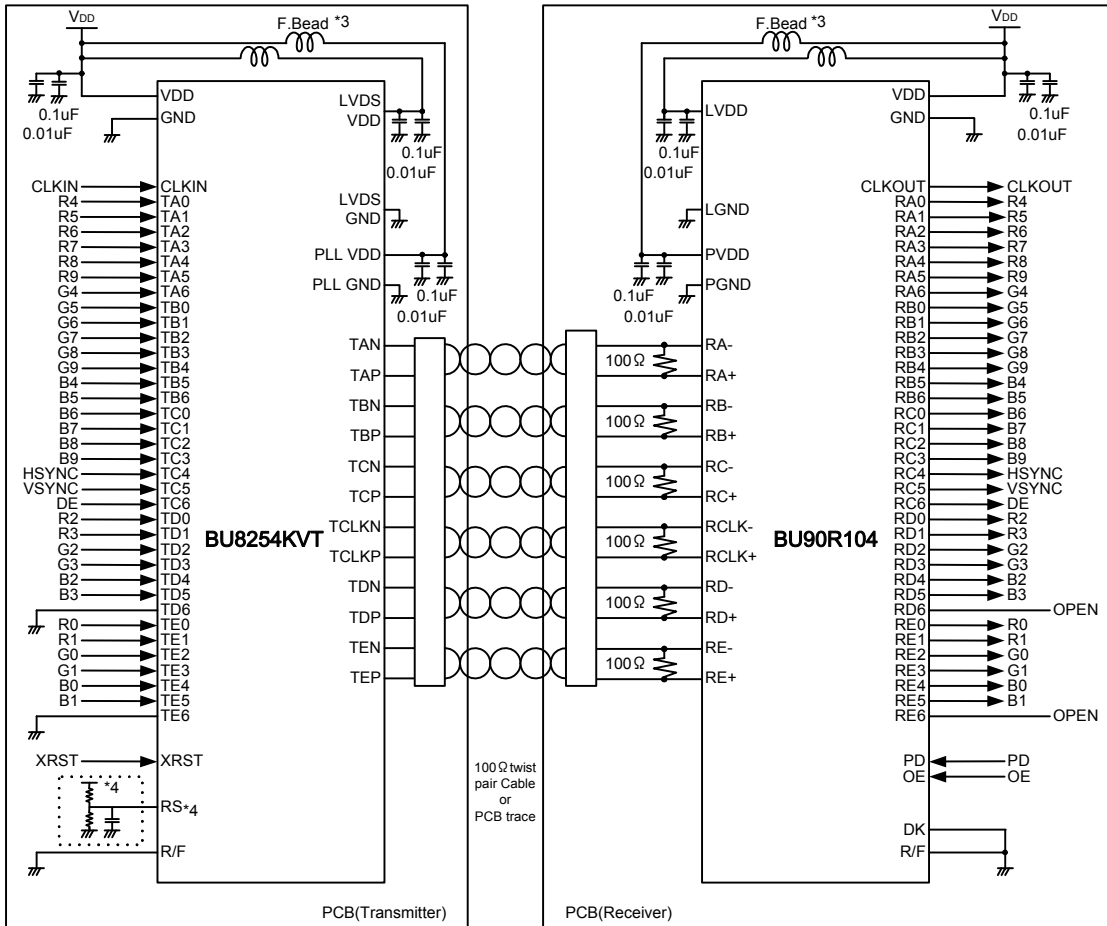 VDD
F.Bead *3
F.Bead *3
VDD
0.1uF
0.01uF
VDD
GND
LVDS
VDD
0.1uF
0.01uF
LVDS
GND
PLL VDD
PLL GND
0.1uF
0.01uF
CLKIN CLKIN
R4 TA0
R5 TA1
R6 TA2
R7 TA3
R8 TA4
R9 TA5
G4 TA6
G5 TB0
G6 TB1
G7 TB2
G8 TB3
G9 TB4
B4 TB5
B5 TB6
B6 TC0
B7 TC1
B8 TC2
B9 TC3
HSYNC TC4
VSYNC TC5
DE TC6
R2 TD0
R3 TD1
G2 TD2
G3 TD3
B2 TD4
B3 TD5
TD6
R0 TE0
R1 TE1
G0 TE2
G1 TE3
B0 TE4
B1 TE5
TE6
XRST XRST
*4
RS*4
R/F
BU8254KVT
TAN
TAP
TBN
TBP
TCN
TCP
TCLKN
TCLKP
TDN
TDP
TEN
TEP
PCB(Transmitter)
100Ω twist
pair Cable
or
PCB trace
LVDD
0.1uF
0.01uF
LGND
PVDD
PGND
0.1uF
0.01uF
100Ω
RA-
RA+
100Ω
RB-
RB+
100Ω
RC-
RC+
100Ω
RCLK-
RCLK+
100Ω
RD-
RD+
100Ω
RE-
RE+
BU90R104
VDD
GND
0.1uF
0.01uF
CLKOUT CLKOUT
RA0 R4
RA1 R5
RA2 R6
RA3 R7
RA4 R8
RA5 R9
RA6 G4
RB0 G5
RB1 G6
RB2 G7
RB3 G8
RB4 G9
RB5 B4
RB6 B5
RC0 B6
RC1 B7
RC2 B8
RC3 B9
RC4 HSYNC
RC5 VSYNC
RC6 DE
RD0 R2
RD1 R3
RD2 G2
RD3 G3
RD4 B2
RD5 B3
RD6 OPEN
RE0 R0
RE1 R1
RE2 G0
RE3 G1
RE4 B0
RE5 B1
RE6 OPEN
PD PD
OE OE
DK
R/F
PCB(Receiver)